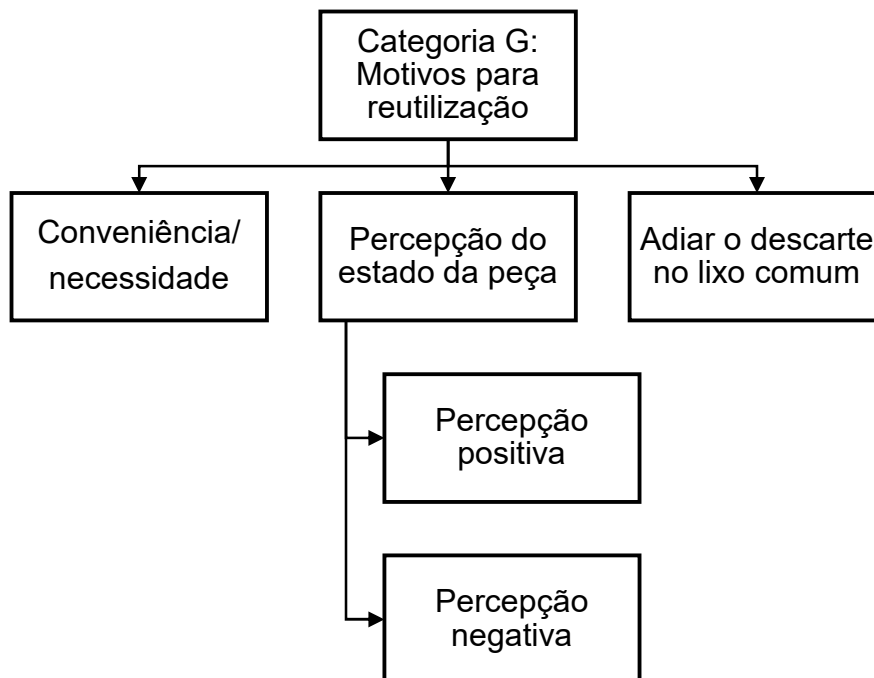 Categoria G:
Motivos para
reutilização
Conveniência/
necessidade
Percepção do
estado da peça
Adiar o descarte
no lixo comum
Percepção
positiva
Percepção
negativa